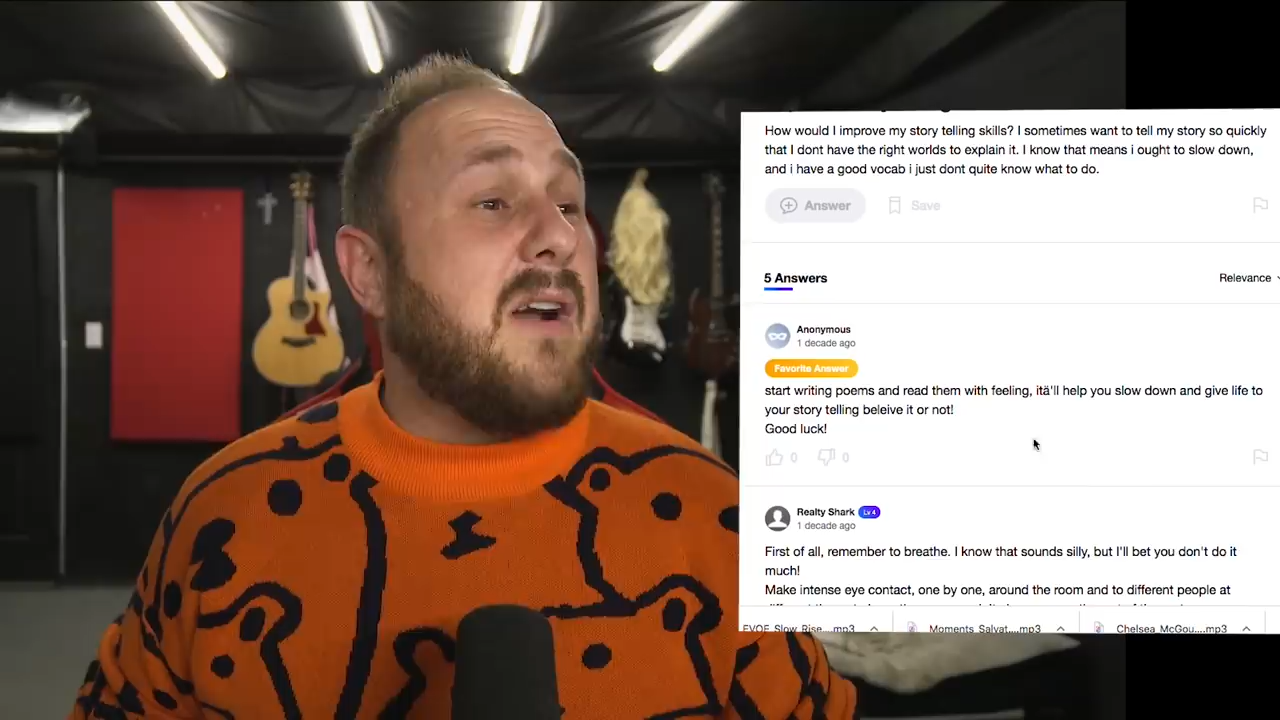 How would I improve my story telling skills? I sometimes want to tell my story so quickly
that I dont have the right worlds to explain it. I know that means i ought to slow down,
and i have a good vocab i just dont quite know what to do.
Answer Save
5 Answers
Relevance
Anonymous
1 decade ago
Favorite Answer
start writing poems and read them with feeling, itä'll help you slow down and give life to
your story telling beleive it or not!
Good luck!
0 0
Realty Shark Lv 4
1 decade ago
First of all, remember to breathe. I know that sounds silly, but I'll bet you don't do it
much!
Make intense eye contact, one by one, around the room and to different people at
EVOE_Slow_Rise_...mp3 Moments_Salvat....mp3 Chelsea_McGou....mp3